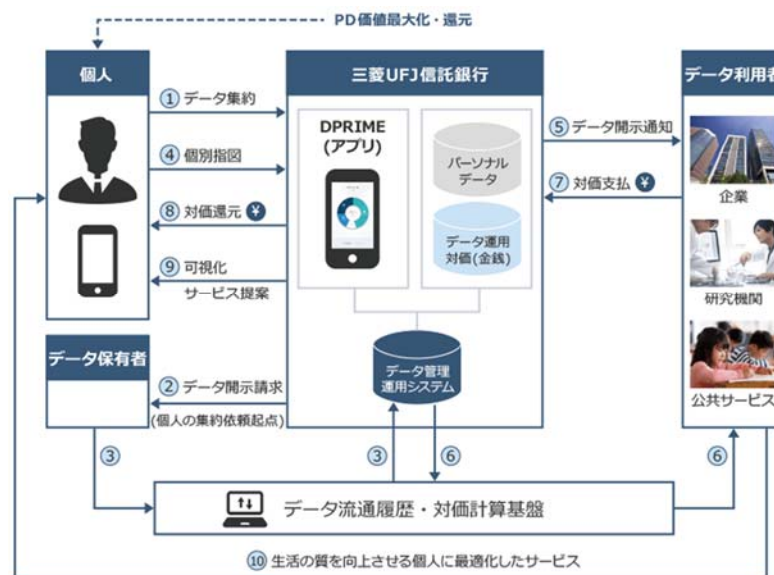 PD価値最大化・還元
個人
三菱UFJ信託銀行
データ利用者
① データ集約
④ 個別指図
⑧ 対価還元 ¥
⑨ 可視化
サービス提案
DPRIME
(アプリ)
パーソナル
データ
データ運用
対価(金銭)
⑤ データ開示通知
⑦ 対価支払 ¥
企業
研究機関
公共サービス
データ保有者
② データ開示請求
(個人の集約依頼起点)
データ管理
運用システム
③
③
⑥
⑥
データ流通履歴・対価計算基盤
⑩ 生活の質を向上させる個人に最適化したサービス